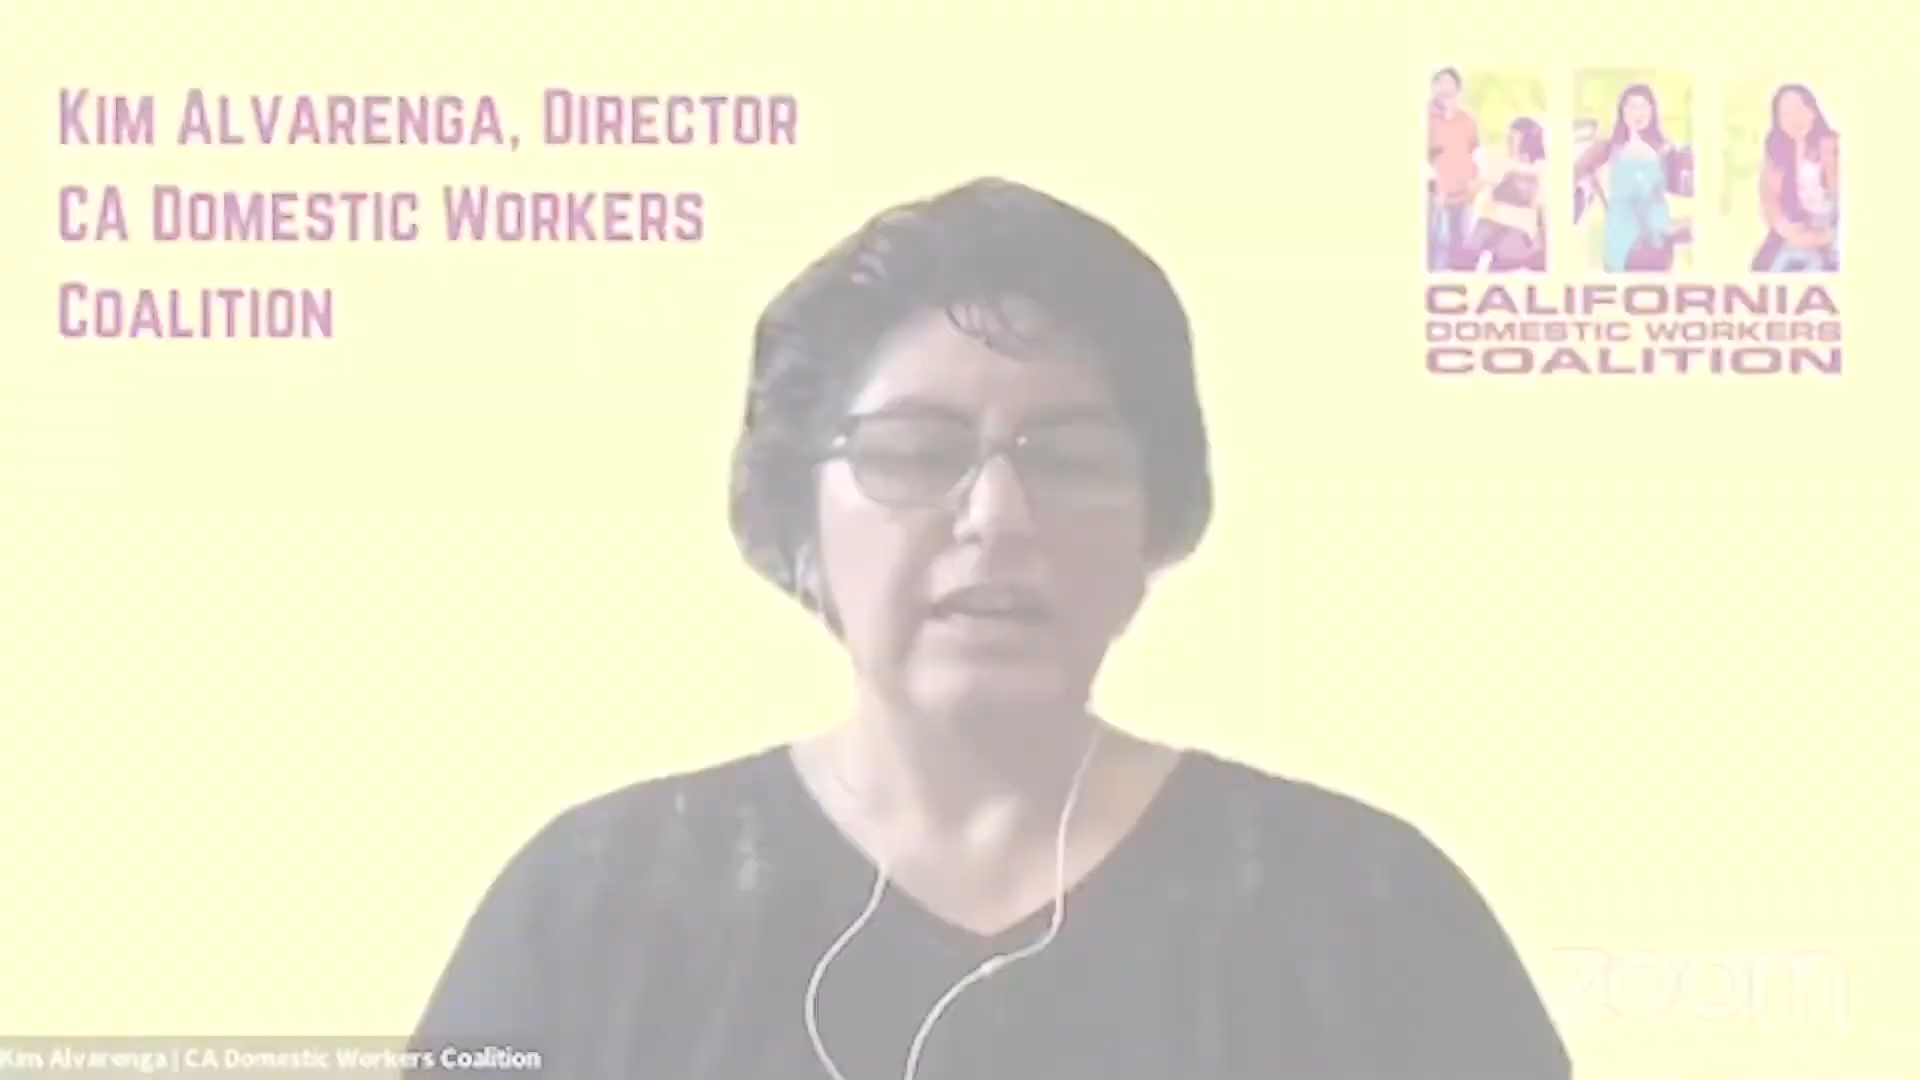 KIM ALVARENGA, DIRECTOR
CA DOMESTIC WORKERS
COALITION
CALIFORNIA
DOMESTIC WORKERS
COALITION
zoom
Kim Alvarenga | CA Domestic Workers Coalition